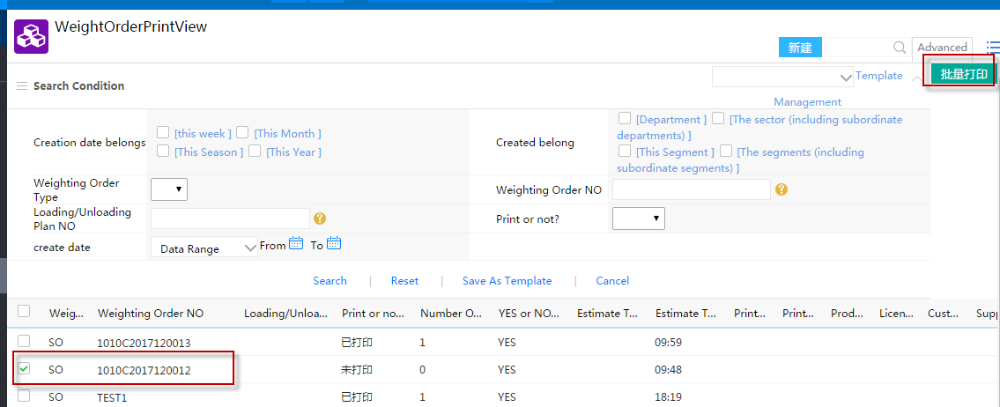 WeightOrderPrintView
新建
Advanced
Search Condition
Template
Management
批量打印
Creation date belongs
[this week ] [This Month ]
[This Season ] [This Year ]
Created belong
[Department ] [The sector (including subordinate
departments) ]
[This Segment ] [The segments (including
subordinate segments) ]
Weighting Order
Type
Weighting Order NO
?
Loading/Unloading
Plan NO
?
Print or not?
create date
Data Range
From
To
Search | Reset | Save As Template | Cancel
Weig... Weighting Order NO Loading/Unloa... Print or no... Number O... YES or NO... Estimate T... Estimate T... Print... Print... Prod... Licen... Cust... Supp
SO 1010C2017120013 已打印 1 YES 09:59
SO 1010C2017120012 未打印 0 YES 09:48
SO TEST1 已打印 1 YES 18:19